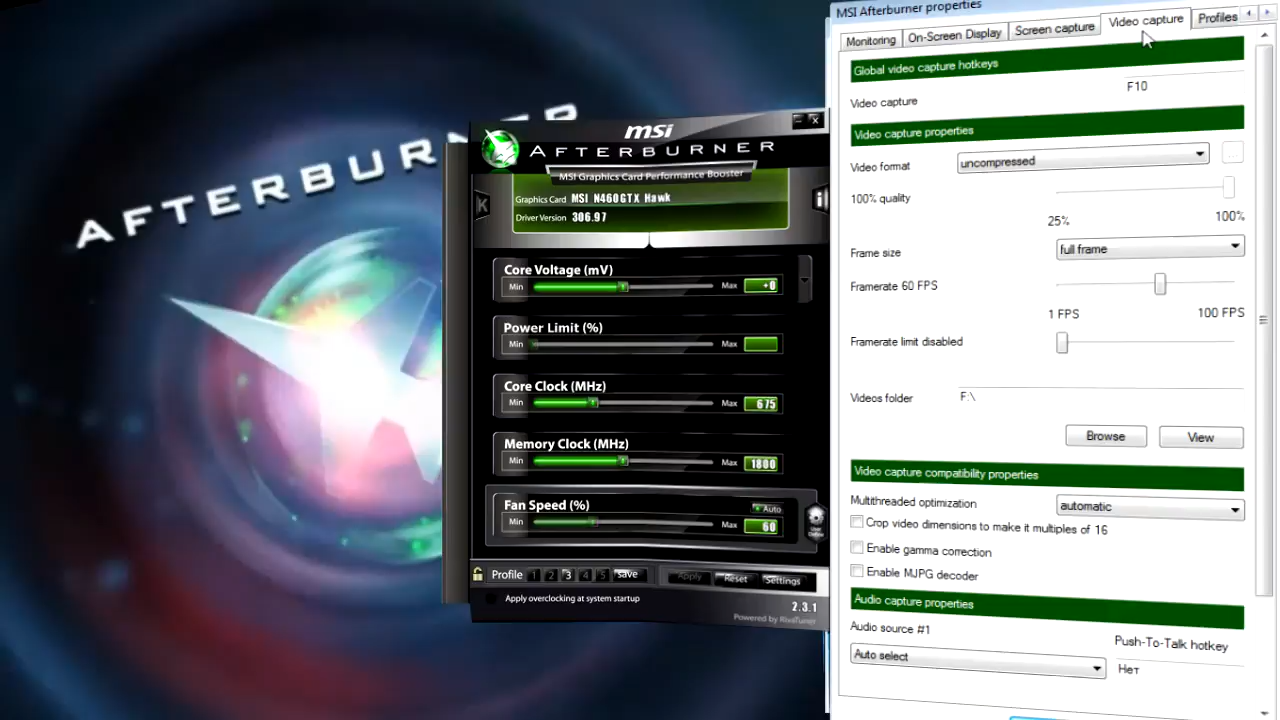 AFTERBURNER
msi
AFTERBURNER
MSI Graphics Card Performance Booster
K
i
Graphics Card MSI N460GTX Hawk
Driver Version 306.97
Core Voltage (mV)
Min Max +0
Power Limit (%)
Min Max
Core Clock (MHz)
Min Max 675
Memory Clock (MHz)
Min Max 1800
Fan Speed (%)
Auto
Min Max 60
User Define
Profile 1 2 3 4 5 save Apply Reset Settings
Apply overclocking at system startup
2.3.1
Powered by RivaTuner
MSI Afterburner properties
Monitoring On-Screen Display Screen capture Video capture Profiles
Global video capture hotkeys
Video capture F10
Video capture properties
Video format uncompressed ...
100% quality
25% 100%
Frame size full frame
Framerate 60 FPS
1 FPS 100 FPS
Framerate limit disabled
Videos folder F:\
Browse View
Video capture compatibility properties
Multithreaded optimization automatic
Crop video dimensions to make it multiples of 16
Enable gamma correction
Enable MJPG decoder
Audio capture properties
Audio source #1 Push-To-Talk hotkey
Auto select Нет